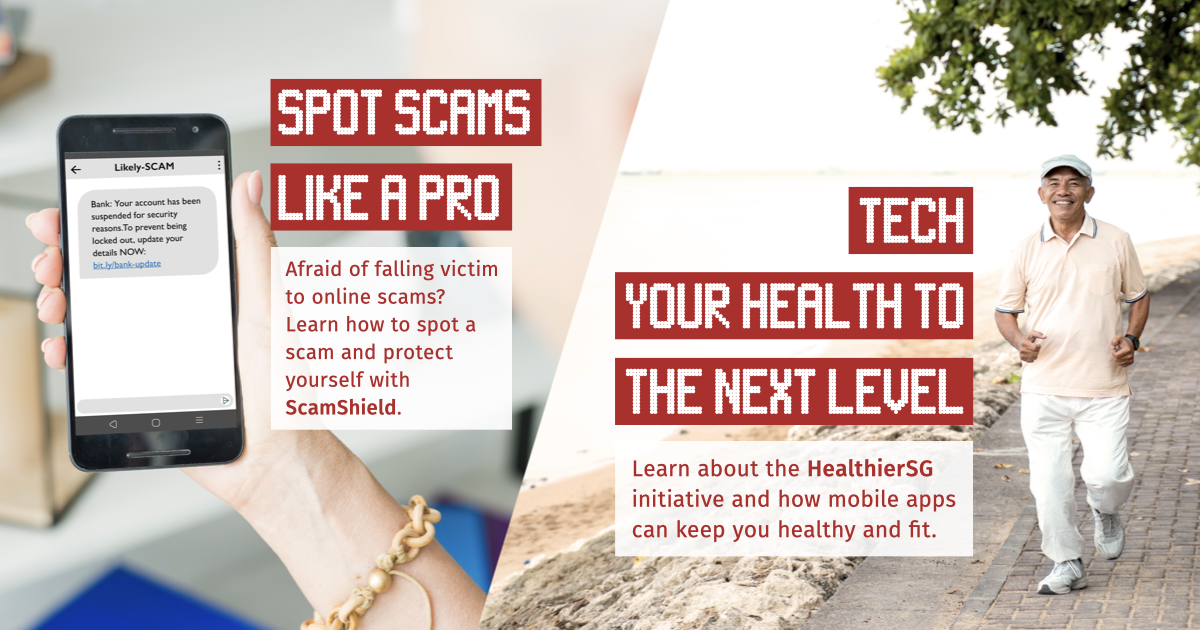 SPOT SCAMS
LIKE A PRO
Likely-SCAM
Bank: Your account has been
suspended for security
reasons.To prevent being
locked out, update your
details NOW:
bit.ly/bank-update
Afraid of falling victim
to online scams?
Learn how to spot a
scam and protect
yourself with
ScamShield.
TECH
YOUR HEALTH TO
THE NEXT LEVEL
Learn about the HealthierSG
initiative and how mobile apps
can keep you healthy and fit.